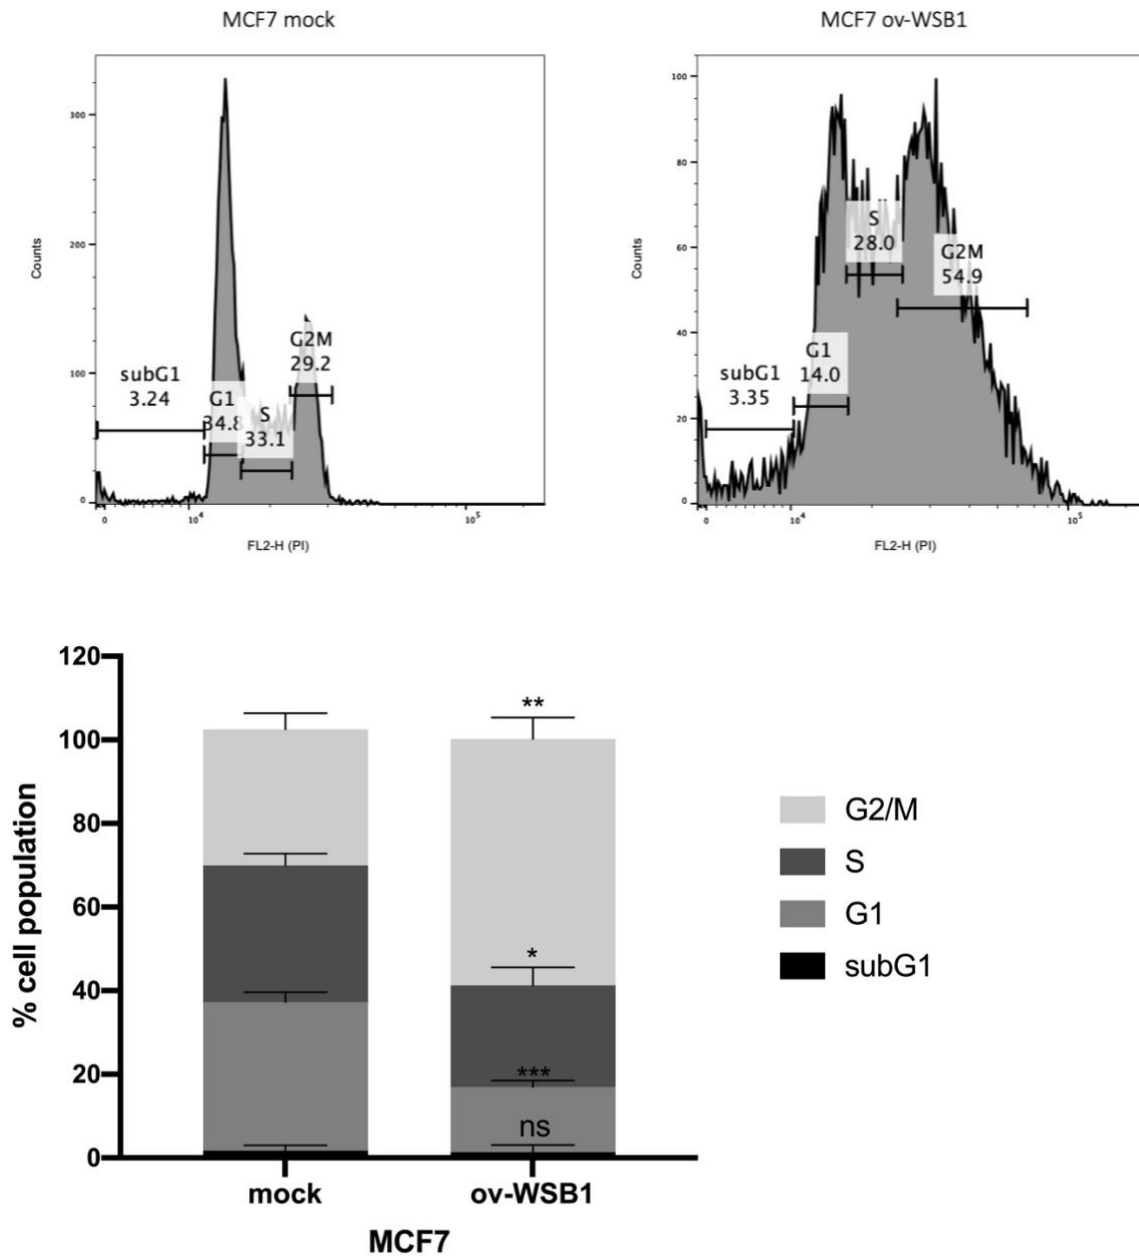 MCF7 mock
MCF7 ov-WSB1
300
200
100
0
Counts
subG1
3.24
G1
34.8
S
33.1
G2M
29.2
0
10⁴
10⁵
FL2-H (PI)
100
80
60
40
20
0
Counts
subG1
3.35
G1
14.0
S
28.0
G2M
54.9
0
10⁴
10⁵
FL2-H (PI)
120
100
80
60
40
20
0
% cell population
**
*
***
ns
mock
ov-WSB1
MCF7
G2/M
S
G1
subG1